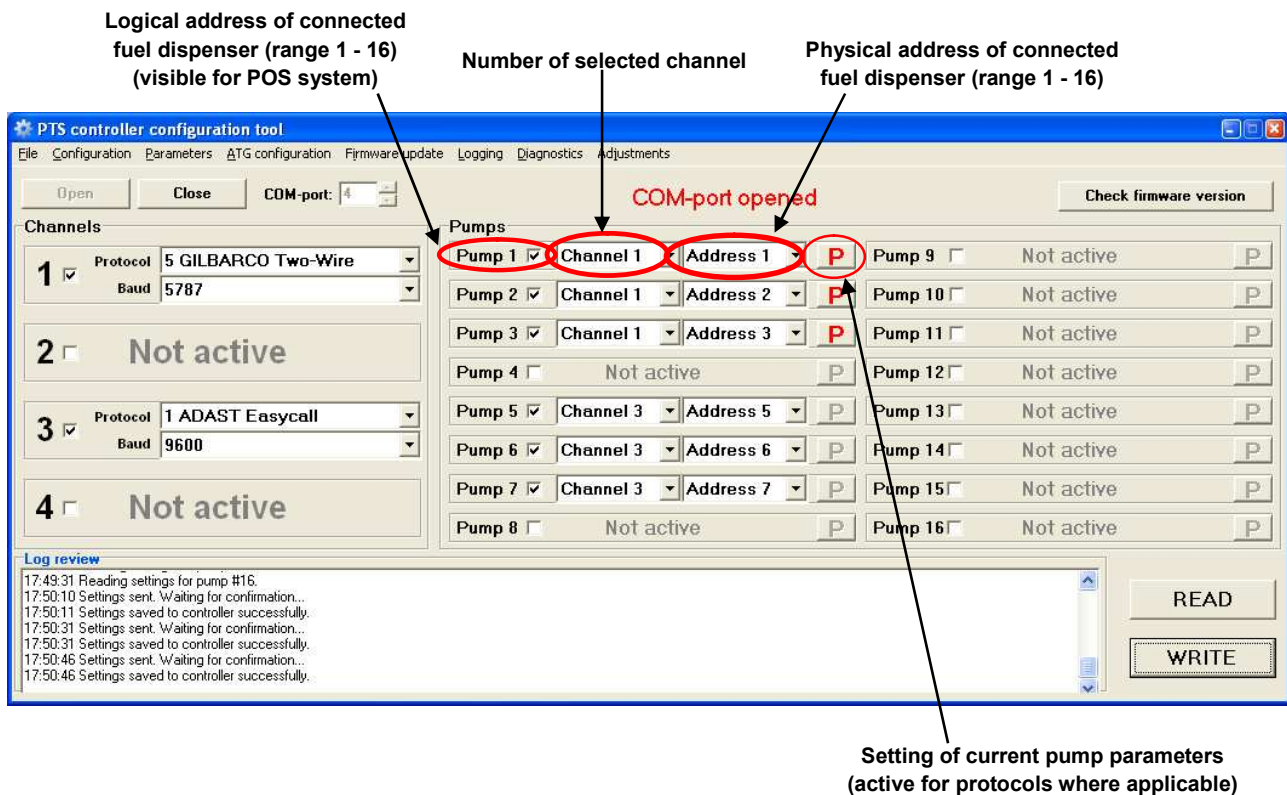 Logical address of connected
fuel dispenser (range 1 - 16)
(visible for POS system)
Number of selected channel
Physical address of connected
fuel dispenser (range 1 - 16)
PTS controller configuration tool
File Configuration Parameters ATG configuration Firmware update Logging Diagnostics Adjustments
Open Close COM-port: 4 COM-port opened Check firmware version
Channels
1 Protocol 5 GILBARCO Two-Wire
Baud 5787
2 Not active
3 Protocol 1 ADAST Easycall
Baud 9600
4 Not active
Pumps
Pump 1 Channel 1 Address 1 P
Pump 2 Channel 1 Address 2 P
Pump 3 Channel 1 Address 3 P
Pump 4 Not active P
Pump 5 Channel 3 Address 5 P
Pump 6 Channel 3 Address 6 P
Pump 7 Channel 3 Address 7 P
Pump 8 Not active P
Pump 9 Not active P
Pump 10 Not active P
Pump 11 Not active P
Pump 12 Not active P
Pump 13 Not active P
Pump 14 Not active P
Pump 15 Not active P
Pump 16 Not active P
Log review
17:49:31 Reading settings for pump #16.
17:50:10 Settings sent. Waiting for confirmation...
17:50:11 Settings saved to controller successfully.
17:50:31 Settings sent. Waiting for confirmation...
17:50:31 Settings saved to controller successfully.
17:50:46 Settings sent. Waiting for confirmation...
17:50:46 Settings saved to controller successfully.
READ
WRITE
Setting of current pump parameters
(active for protocols where applicable)